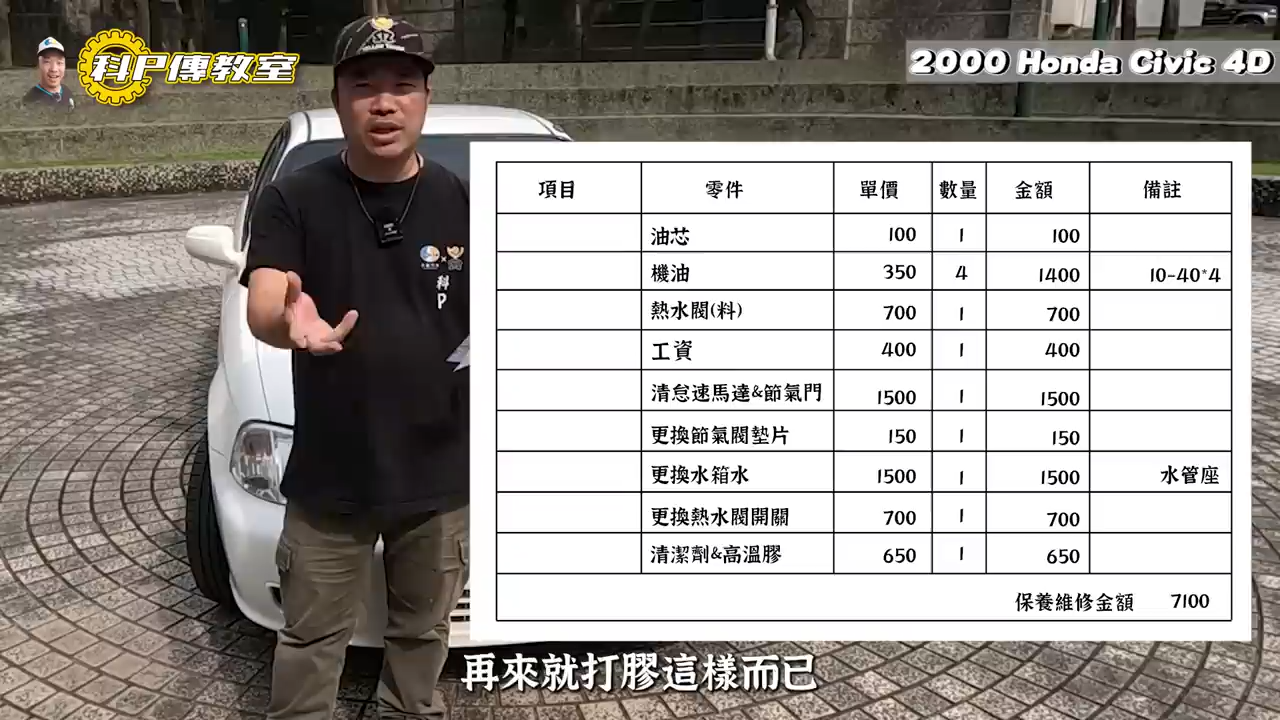 科P傳教室
2000 Honda Civic 4D
科
P
項目 零件 單價 數量 金額 備註
油芯 100 1 100
機油 350 4 1400 10-40*4
熱水閥(料) 700 1 700
工資 400 1 400
清怠速馬達&節氣門 1500 1 1500
更換節氣閥墊片 150 1 150
更換水箱水 1500 1 1500 水管座
更換熱水閥開關 700 1 700
清潔劑&高溫膠 650 1 650
保養維修金額 7100
再來就打膠這樣而已